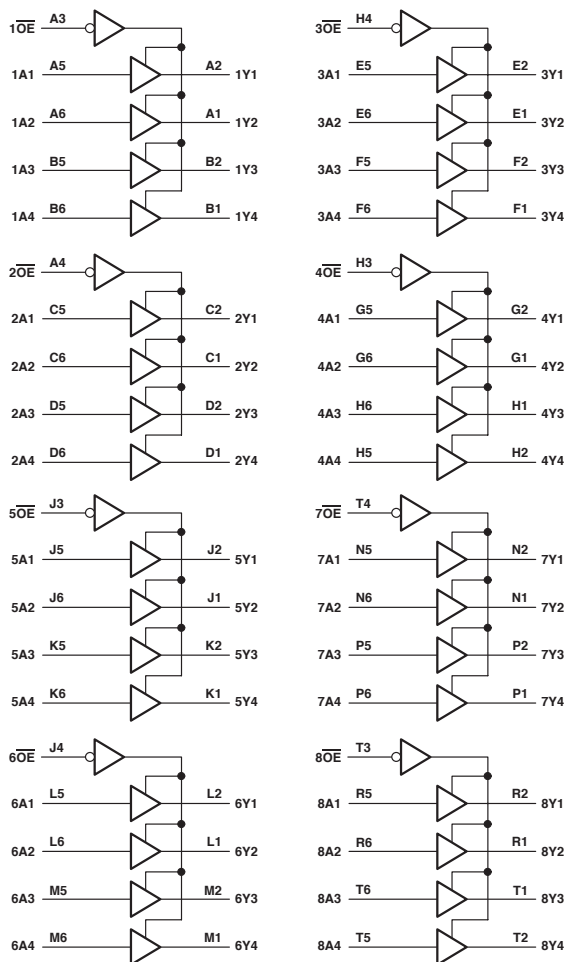 1OE A3
1A1 A5 A2 1Y1
1A2 A6 A1 1Y2
1A3 B5 B2 1Y3
1A4 B6 B1 1Y4
3OE H4
3A1 E5 E2 3Y1
3A2 E6 E1 3Y2
3A3 F5 F2 3Y3
3A4 F6 F1 3Y4
2OE A4
2A1 C5 C2 2Y1
2A2 C6 C1 2Y2
2A3 D5 D2 2Y3
2A4 D6 D1 2Y4
4OE H3
4A1 G5 G2 4Y1
4A2 G6 G1 4Y2
4A3 H6 H1 4Y3
4A4 H5 H2 4Y4
5OE J3
5A1 J5 J2 5Y1
5A2 J6 J1 5Y2
5A3 K5 K2 5Y3
5A4 K6 K1 5Y4
7OE T4
7A1 N5 N2 7Y1
7A2 N6 N1 7Y2
7A3 P5 P2 7Y3
7A4 P6 P1 7Y4
6OE J4
6A1 L5 L2 6Y1
6A2 L6 L1 6Y2
6A3 M5 M2 6Y3
6A4 M6 M1 6Y4
8OE T3
8A1 R5 R2 8Y1
8A2 R6 R1 8Y2
8A3 T6 T1 8Y3
8A4 T5 T2 8Y4